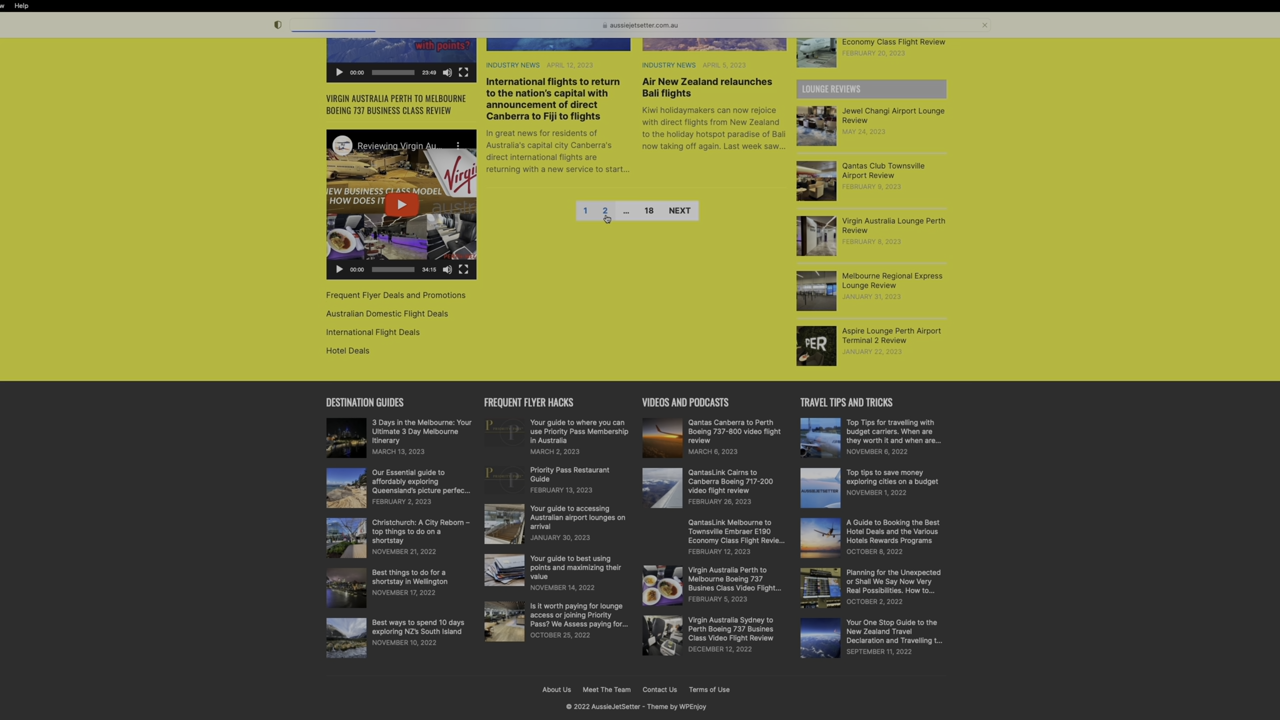 Help
aussiejetsetter.com.au
with points?
00:00
23:49
VIRGIN AUSTRALIA PERTH TO MELBOURNE
BOEING 737 BUSINESS CLASS REVIEW
Reviewing Virgin Au
NEW BUSINESS CLASS MODEL
HOW DOES IT
Virgin
austra
00:00
34:15
Frequent Flyer Deals and Promotions
Australian Domestic Flight Deals
International Flight Deals
Hotel Deals
INDUSTRY NEWS APRIL 12, 2023
International flights to return
to the nation's capital with
announcement of direct
Canberra to Fiji to flights
In great news for residents of
Australia's capital city Canberra's
direct international flights are
returning with a new service to start...
INDUSTRY NEWS APRIL 5, 2023
Air New Zealand relaunches
Bali flights
Kiwi holidaymakers can now rejoice
with direct flights from New Zealand
to the holiday hotspot paradise of Bali
now taking off again. Last week saw...
1 2 ... 18 NEXT
Economy Class Flight Review
FEBRUARY 20, 2023
LOUNGE REVIEWS
Jewel Changi Airport Lounge
Review
MAY 24, 2023
Qantas Club Townsville
Airport Review
FEBRUARY 9, 2023
Virgin Australia Lounge Perth
Review
FEBRUARY 8, 2023
Melbourne Regional Express
Lounge Review
JANUARY 31, 2023
PER
Aspire Lounge Perth Airport
Terminal 2 Review
JANUARY 22, 2023
DESTINATION GUIDES
3 Days in the Melbourne: Your
Ultimate 3 Day Melbourne
Itinerary
MARCH 13, 2023
Our Essential guide to
affordably exploring
Queensland's picture perfec...
FEBRUARY 2, 2023
Christchurch: A City Reborn –
top things to do on a
shortstay
NOVEMBER 21, 2022
Best things to do for a
shortstay in Wellington
NOVEMBER 17, 2022
Best ways to spend 10 days
exploring NZ's South Island
NOVEMBER 10, 2022
FREQUENT FLYER HACKS
Your guide to where you can
use Priority Pass Membership
in Australia
MARCH 2, 2023
Priority Pass Restaurant
Guide
FEBRUARY 13, 2023
Your guide to accessing
Australian airport lounges on
arrival
JANUARY 30, 2023
Your guide to best using
points and maximizing their
value
NOVEMBER 14, 2022
Is it worth paying for lounge
access or joining Priority
Pass? We Assess paying for...
OCTOBER 25, 2022
VIDEOS AND PODCASTS
Qantas Canberra to Perth
Boeing 737-800 video flight
review
MARCH 6, 2023
QantasLink Cairns to
Canberra Boeing 717-200
video flight review
FEBRUARY 26, 2023
QantasLink Melbourne to
Townsville Embraer E190
Economy Class Flight Revie...
FEBRUARY 12, 2023
Virgin Australia Perth to
Melbourne Boeing 737
Busines Class Video Flight...
FEBRUARY 5, 2023
Virgin Australia Sydney to
Perth Boeing 737 Busines
Class Video Flight Review
DECEMBER 12, 2022
TRAVEL TIPS AND TRICKS
Top Tips for travelling with
budget carriers. When are
they worth it and when are...
NOVEMBER 6, 2022
AUSSIEJETSETTER
Top tips to save money
exploring cities on a budget
NOVEMBER 1, 2022
A Guide to Booking the Best
Hotel Deals and the Various
Hotels Rewards Programs
OCTOBER 8, 2022
Planning for the Unexpected
or Shall We Say Now Very
Real Possibilities. How to...
OCTOBER 2, 2022
Your One Stop Guide to the
New Zealand Travel
Declaration and Travelling t...
SEPTEMBER 11, 2022
About Us Meet The Team Contact Us Terms of Use
© 2022 AussieJetSetter - Theme by WPEnjoy